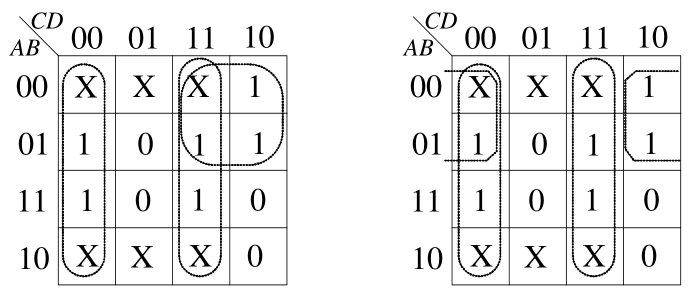 CD CD
AB 00 01 11 10 AB 00 01 11 10
00 X X X 1 00 X X X 1
01 1 0 1 1 01 1 0 1 1
11 1 0 1 0 11 1 0 1 0
10 X X X 0 10 X X X 0